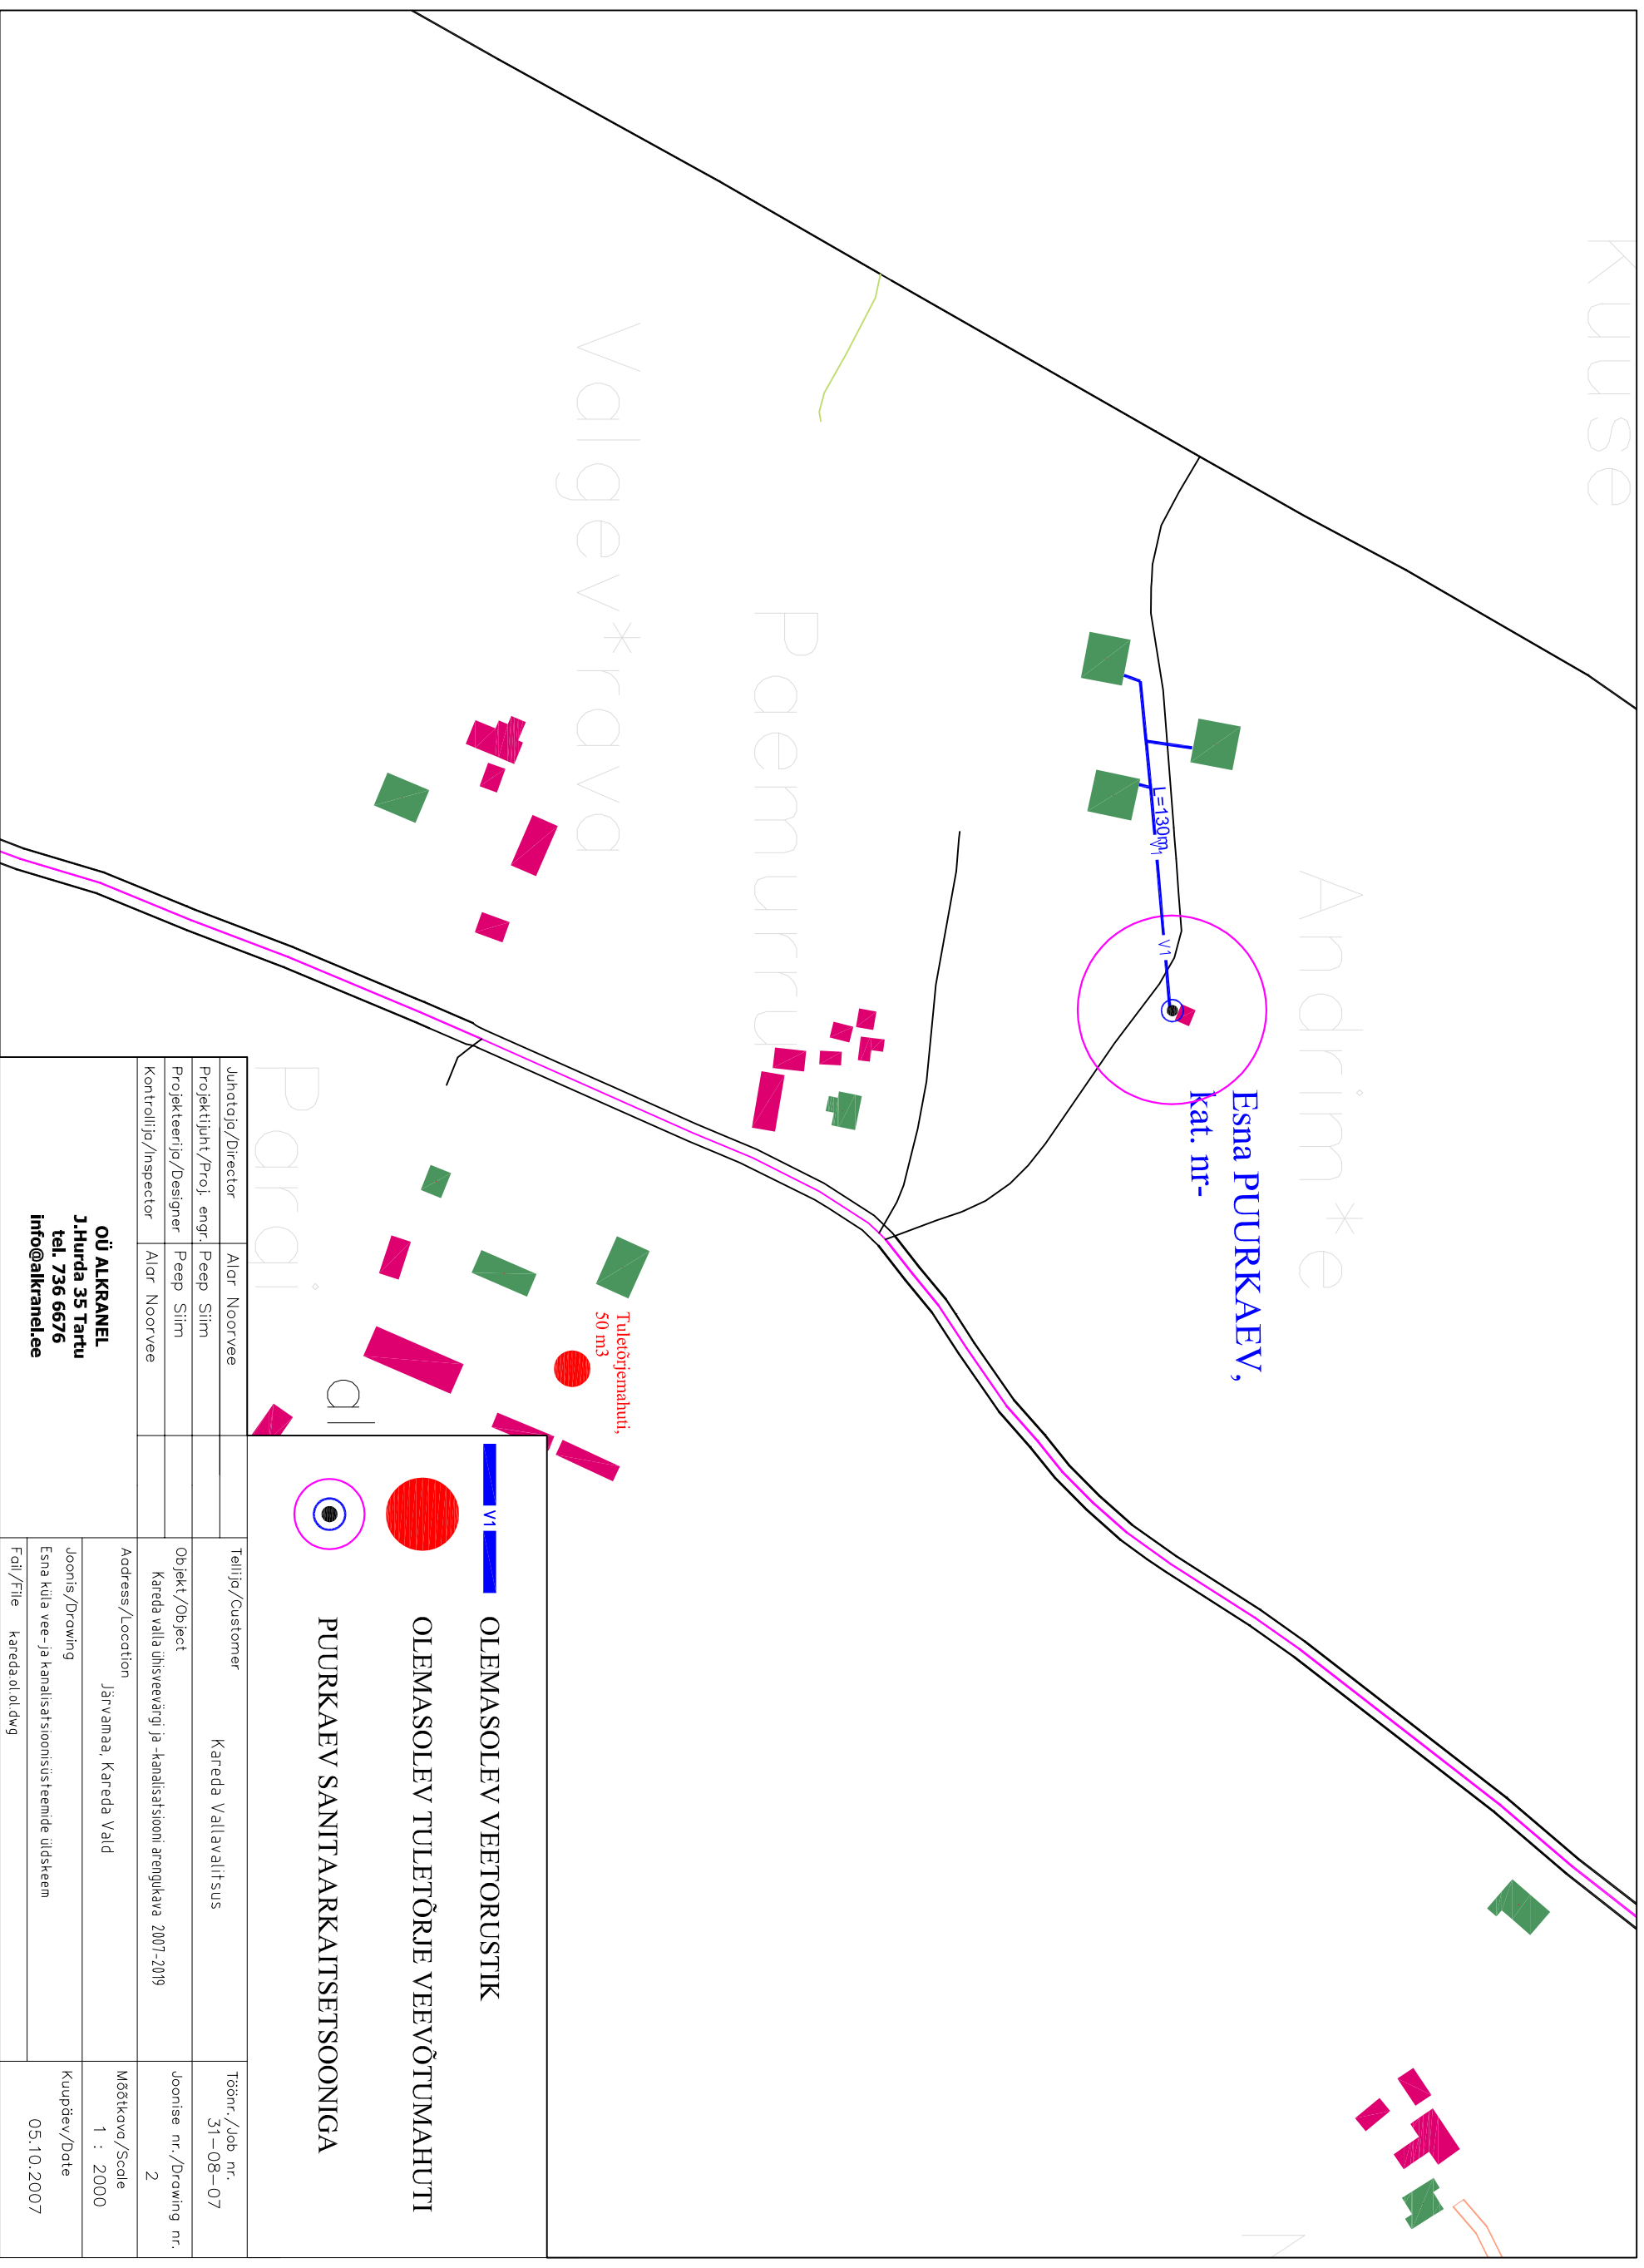 Kuuse
Andrim*e
Paemurru
Valgev*rava
Pardi
Esna PUURKAEV,
kat. nr-
L=130m
V1
V1
Tuletõrjemahuti,
50 m3
V1
OLEMASOLEV VEETORUSTIK
OLEMASOLEV TULETÕRJE VEEVÕTUMAHUTI
PUURKAEV SANITAARKAITSETSOONIGA
Juhataja/Director Alar Noorvee
Projektijuht/Proj. engr. Peep Siim
Projekteerija/Designer Peep Siim
Kontrollija/Inspector Alar Noorvee
OÜ ALKRANEL
J.Hurda 35 Tartu
tel. 736 6676
info@alkranel.ee
Tellija/Customer
Kareda Vallavalitsus
Objekt/Object
Kareda valla ühisveevärgi ja -kanalisatsiooni arengukava 2007-2019
Aadress/Location
Järvamaa, Kareda Vald
Joonis/Drawing
Esna küla vee- ja kanalisatsioonisüsteemide üldskeem
Fail/File kareda.ol.ol.dwg
Töönr./Job nr.
31-08-07
Joonise nr./Drawing nr.
2
Mõõtkava/Scale
1 : 2000
Kuupäev/Date
05.10.2007